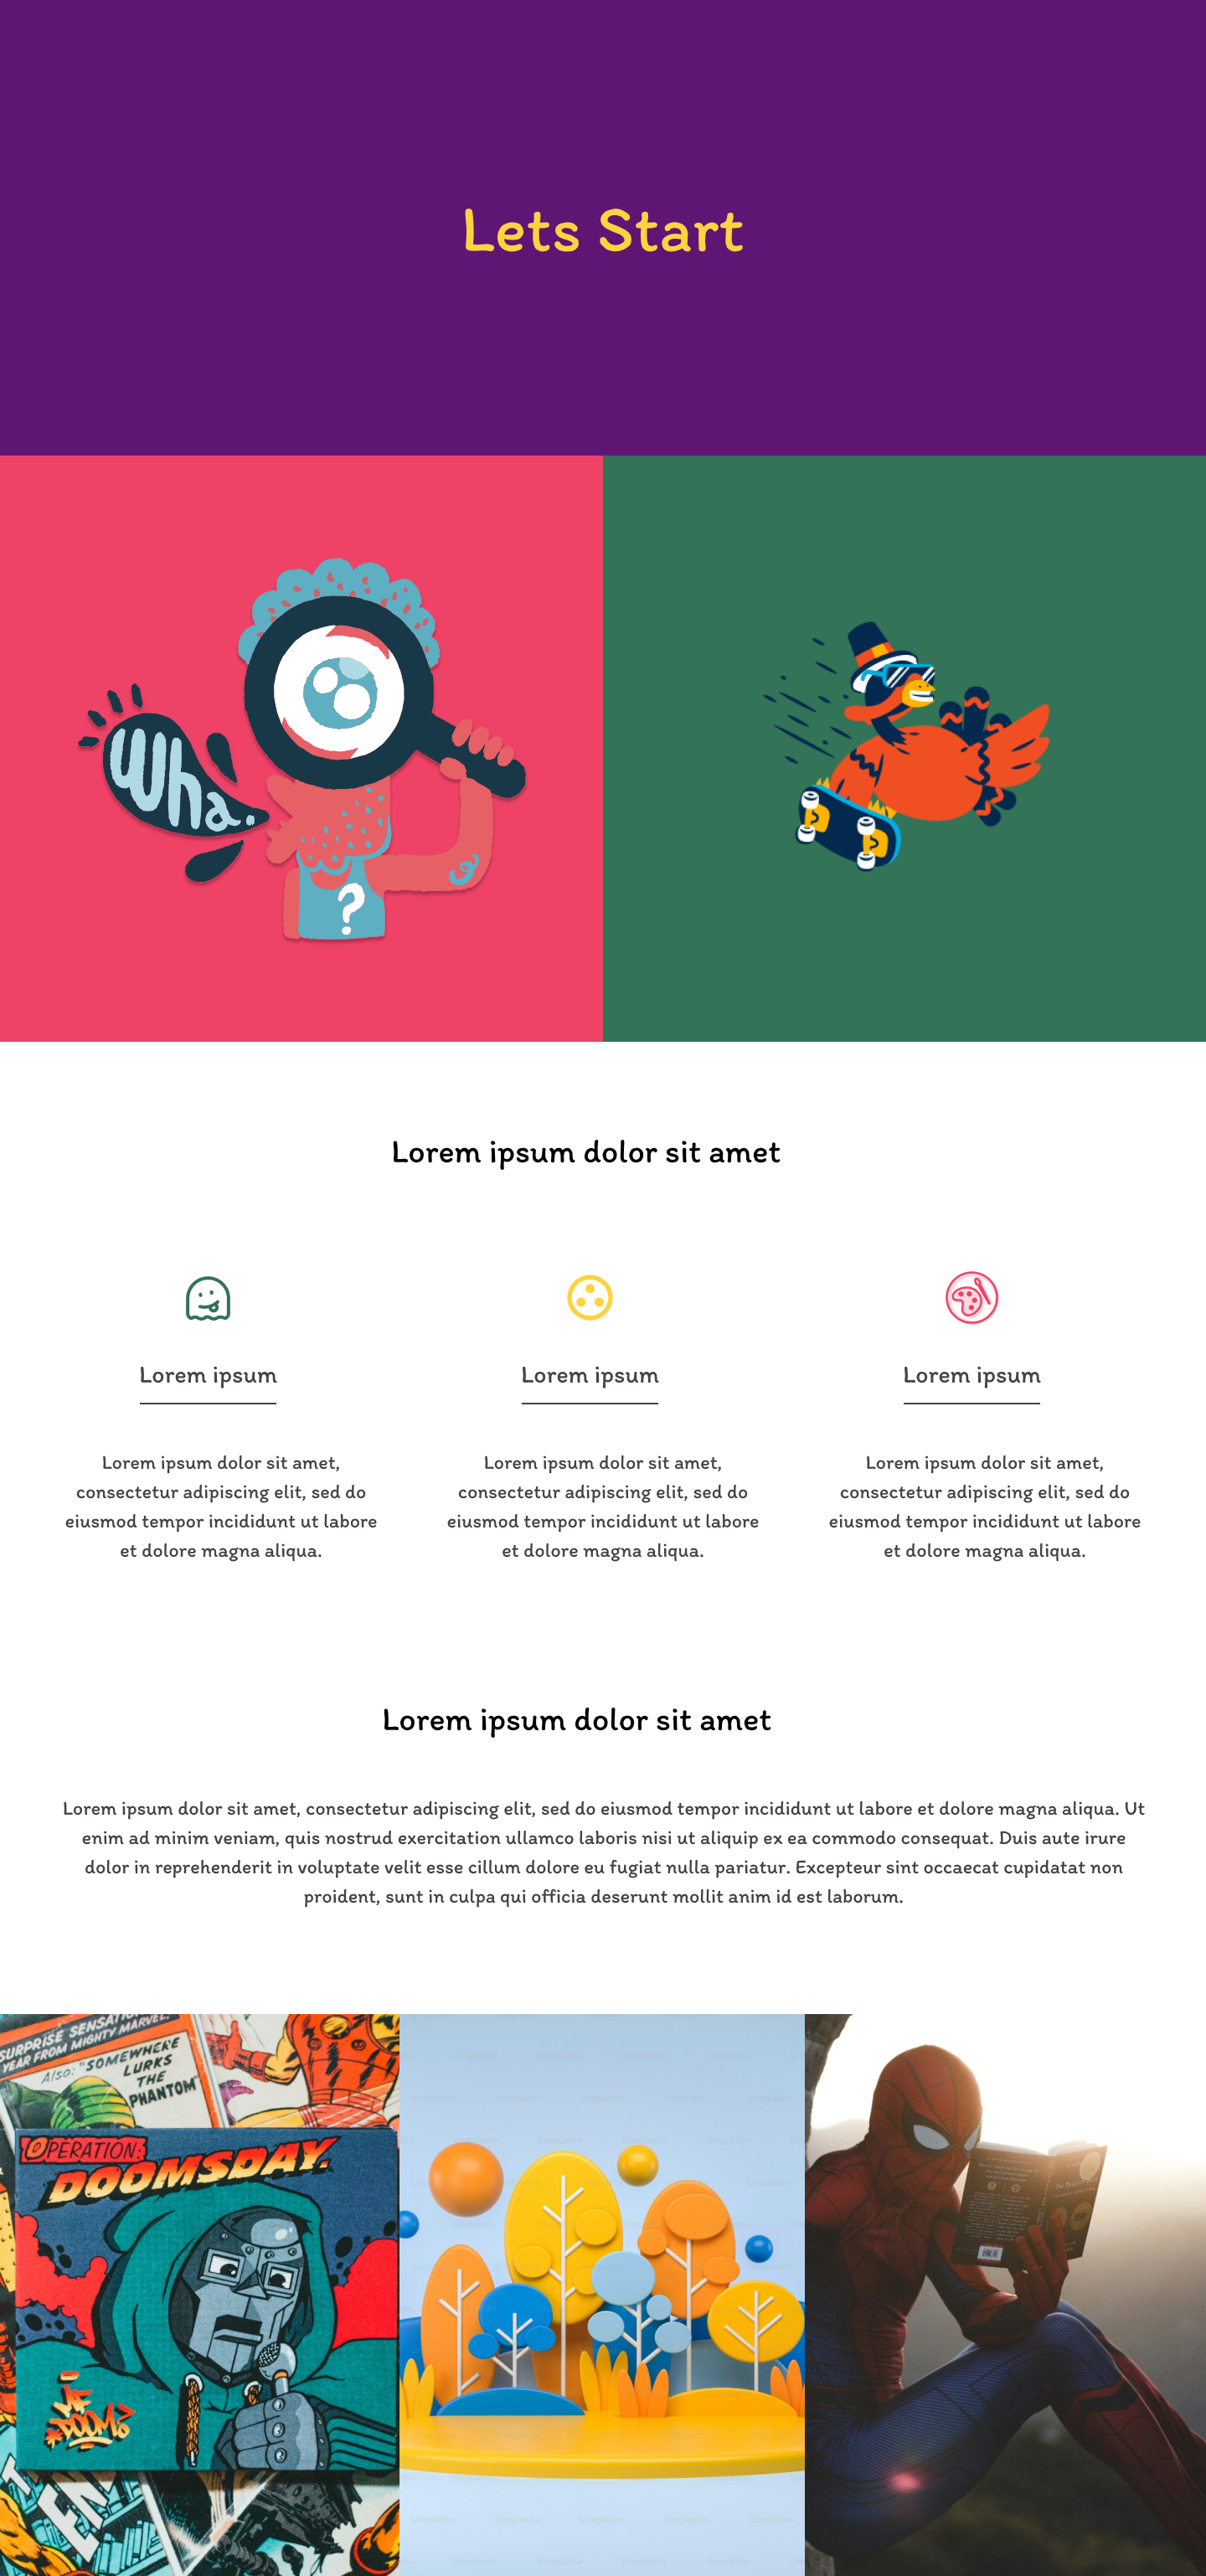 Lets Start
Wha.
?
Lorem ipsum dolor sit amet
Lorem ipsum
Lorem ipsum dolor sit amet,
consectetur adipiscing elit, sed do
eiusmod tempor incididunt ut labore
et dolore magna aliqua.
Lorem ipsum
Lorem ipsum dolor sit amet,
consectetur adipiscing elit, sed do
eiusmod tempor incididunt ut labore
et dolore magna aliqua.
Lorem ipsum
Lorem ipsum dolor sit amet,
consectetur adipiscing elit, sed do
eiusmod tempor incididunt ut labore
et dolore magna aliqua.
Lorem ipsum dolor sit amet
Lorem ipsum dolor sit amet, consectetur adipiscing elit, sed do eiusmod tempor incididunt ut labore et dolore magna aliqua. Ut
enim ad minim veniam, quis nostrud exercitation ullamco laboris nisi ut aliquip ex ea commodo consequat. Duis aute irure
dolor in reprehenderit in voluptate velit esse cillum dolore eu fugiat nulla pariatur. Excepteur sint occaecat cupidatat non
proident, sunt in culpa qui officia deserunt mollit anim id est laborum.
SURPRISE
YEAR FROM MIGHTY MARVEL.
Also: "SOMEWHERE
LURKS
THE
PHANTOM"
OPERATION:
DOOMSDAY.
MF
DOOM